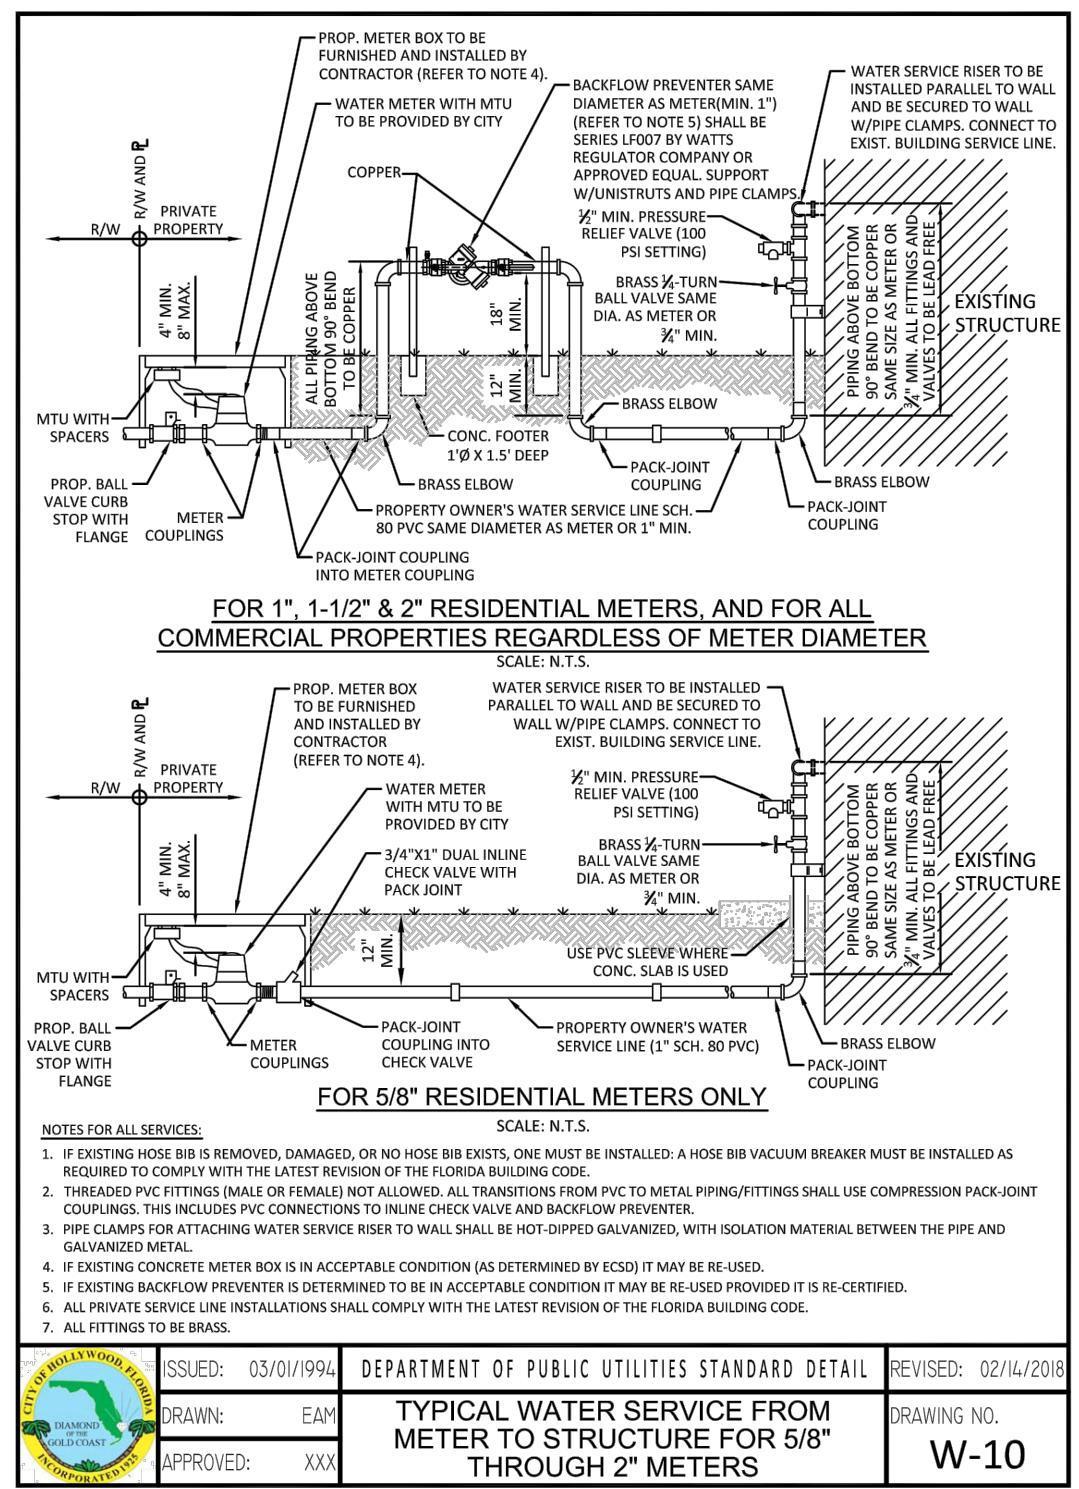 PROP. METER BOX TO BE
FURNISHED AND INSTALLED BY
CONTRACTOR (REFER TO NOTE 4).
WATER METER WITH MTU
TO BE PROVIDED BY CITY
BACKFLOW PREVENTER SAME
DIAMETER AS METER(MIN. 1")
(REFER TO NOTE 5) SHALL BE
SERIES LF007 BY WATTS
REGULATOR COMPANY OR
APPROVED EQUAL. SUPPORT
W/UNISTRUTS AND PIPE CLAMPS.
WATER SERVICE RISER TO BE
INSTALLED PARALLEL TO WALL
AND BE SECURED TO WALL
W/PIPE CLAMPS. CONNECT TO
EXIST. BUILDING SERVICE LINE.
R/W AND PL
R/W
PRIVATE
PROPERTY
COPPER
½" MIN. PRESSURE
RELIEF VALVE (100
PSI SETTING)
BRASS ¼-TURN
BALL VALVE SAME
DIA. AS METER OR
¾" MIN.
4" MIN.
8" MAX.
ALL PIPING ABOVE
BOTTOM 90° BEND
TO BE COPPER
18"
MIN.
12"
MIN.
PIPING ABOVE BOTTOM
90° BEND TO BE COPPER
SAME SIZE AS METER OR
¾" MIN. ALL FITTINGS AND
VALVES TO BE LEAD FREE
EXISTING
STRUCTURE
MTU WITH
SPACERS
BRASS ELBOW
CONC. FOOTER
1'Ø X 1.5' DEEP
PACK-JOINT
COUPLING
BRASS ELBOW
BRASS ELBOW
PROP. BALL
VALVE CURB
STOP WITH
FLANGE
METER
COUPLINGS
PROPERTY OWNER'S WATER SERVICE LINE SCH.
80 PVC SAME DIAMETER AS METER OR 1" MIN.
PACK-JOINT
COUPLING
PACK-JOINT COUPLING
INTO METER COUPLING
FOR 1", 1-1/2" & 2" RESIDENTIAL METERS, AND FOR ALL
COMMERCIAL PROPERTIES REGARDLESS OF METER DIAMETER
SCALE: N.T.S.
PROP. METER BOX
TO BE FURNISHED
AND INSTALLED BY
CONTRACTOR
(REFER TO NOTE 4).
WATER SERVICE RISER TO BE INSTALLED
PARALLEL TO WALL AND BE SECURED TO
WALL W/PIPE CLAMPS. CONNECT TO
EXIST. BUILDING SERVICE LINE.
R/W AND PL
R/W
PRIVATE
PROPERTY
WATER METER
WITH MTU TO BE
PROVIDED BY CITY
½" MIN. PRESSURE
RELIEF VALVE (100
PSI SETTING)
3/4"X1" DUAL INLINE
CHECK VALVE WITH
PACK JOINT
BRASS ¼-TURN
BALL VALVE SAME
DIA. AS METER OR
¾" MIN.
4" MIN.
8" MAX.
12"
MIN.
PIPING ABOVE BOTTOM
90° BEND TO BE COPPER
SAME SIZE AS METER OR
¾" MIN. ALL FITTINGS AND
VALVES TO BE LEAD FREE
EXISTING
STRUCTURE
USE PVC SLEEVE WHERE
CONC. SLAB IS USED
MTU WITH
SPACERS
PROP. BALL
VALVE CURB
STOP WITH
FLANGE
METER
COUPLINGS
PACK-JOINT
COUPLING INTO
CHECK VALVE
PROPERTY OWNER'S WATER
SERVICE LINE (1" SCH. 80 PVC)
BRASS ELBOW
PACK-JOINT
COUPLING
FOR 5/8" RESIDENTIAL METERS ONLY
SCALE: N.T.S.
NOTES FOR ALL SERVICES:
1. IF EXISTING HOSE BIB IS REMOVED, DAMAGED, OR NO HOSE BIB EXISTS, ONE MUST BE INSTALLED: A HOSE BIB VACUUM BREAKER MUST BE INSTALLED AS
REQUIRED TO COMPLY WITH THE LATEST REVISION OF THE FLORIDA BUILDING CODE.
2. THREADED PVC FITTINGS (MALE OR FEMALE) NOT ALLOWED. ALL TRANSITIONS FROM PVC TO METAL PIPING/FITTINGS SHALL USE COMPRESSION PACK-JOINT
COUPLINGS. THIS INCLUDES PVC CONNECTIONS TO INLINE CHECK VALVE AND BACKFLOW PREVENTER.
3. PIPE CLAMPS FOR ATTACHING WATER SERVICE RISER TO WALL SHALL BE HOT-DIPPED GALVANIZED, WITH ISOLATION MATERIAL BETWEEN THE PIPE AND
GALVANIZED METAL.
4. IF EXISTING CONCRETE METER BOX IS IN ACCEPTABLE CONDITION (AS DETERMINED BY ECSD) IT MAY BE RE-USED.
5. IF EXISTING BACKFLOW PREVENTER IS DETERMINED TO BE IN ACCEPTABLE CONDITION IT MAY BE RE-USED PROVIDED IT IS RE-CERTIFIED.
6. ALL PRIVATE SERVICE LINE INSTALLATIONS SHALL COMPLY WITH THE LATEST REVISION OF THE FLORIDA BUILDING CODE.
7. ALL FITTINGS TO BE BRASS.
CITY OF HOLLYWOOD, FLORIDA
DIAMOND
OF THE
GOLD COAST
INCORPORATED 1925
ISSUED: 03/01/1994
DRAWN: EAM
APPROVED: XXX
DEPARTMENT OF PUBLIC UTILITIES STANDARD DETAIL
TYPICAL WATER SERVICE FROM
METER TO STRUCTURE FOR 5/8"
THROUGH 2" METERS
REVISED: 02/14/2018
DRAWING NO.
W-10